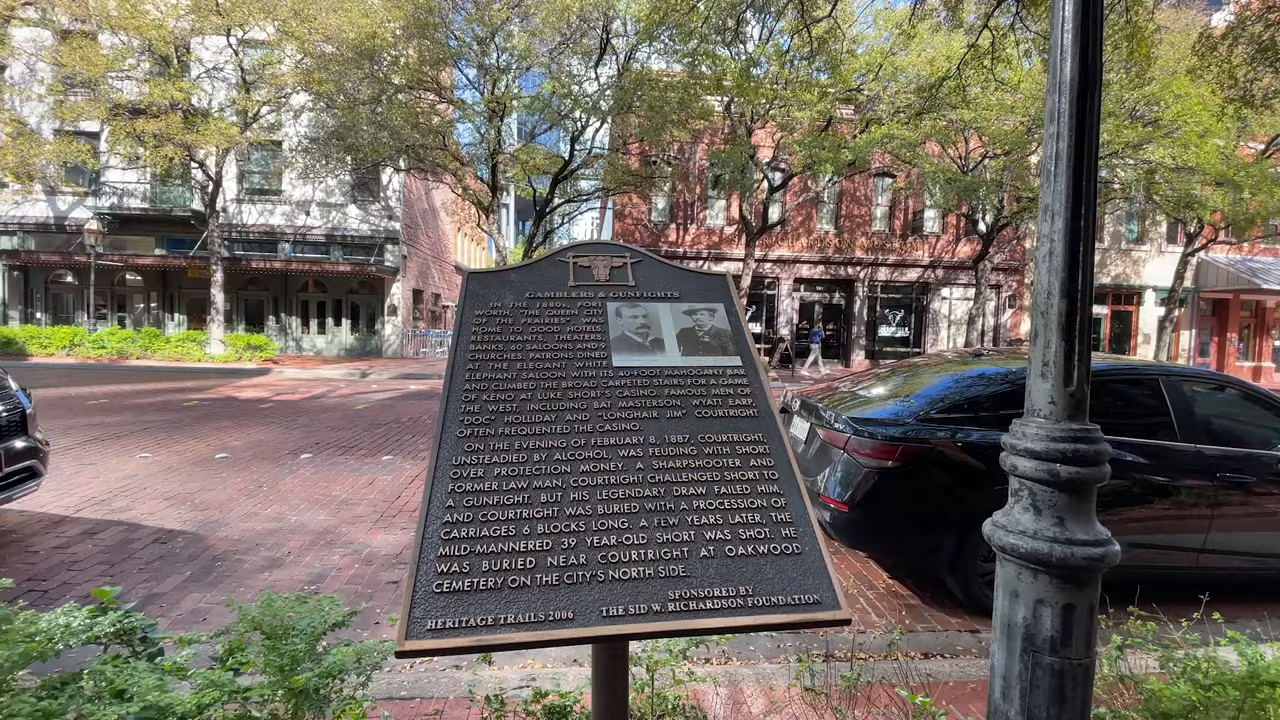 GAMBLERS & GUNFIGHTS
IN THE 1880s, FORT
WORTH, "THE QUEEN CITY
OF THE PRAIRIES", WAS
HOME TO GOOD HOTELS,
RESTAURANTS, THEATERS,
BANKS, 60 SALOONS AND 9
CHURCHES. PATRONS DINED
AT THE ELEGANT WHITE
ELEPHANT SALOON WITH ITS 40-FOOT MAHOGANY BAR
AND CLIMBED THE BROAD CARPETED STAIRS FOR A GAME
OF KENO AT LUKE SHORT'S CASINO. FAMOUS MEN OF
THE WEST, INCLUDING BAT MASTERSON, WYATT EARP,
"DOC" HOLLIDAY AND "LONGHAIR JIM" COURTRIGHT
OFTEN FREQUENTED THE CASINO.
ON THE EVENING OF FEBRUARY 8, 1887, COURTRIGHT,
UNSTEADIED BY ALCOHOL, WAS FEUDING WITH SHORT
OVER PROTECTION MONEY. A SHARPSHOOTER AND
FORMER LAW MAN, COURTRIGHT CHALLENGED SHORT TO
A GUNFIGHT. BUT HIS LEGENDARY DRAW FAILED HIM,
AND COURTRIGHT WAS BURIED WITH A PROCESSION OF
CARRIAGES 6 BLOCKS LONG. A FEW YEARS LATER, THE
MILD-MANNERED 39 YEAR-OLD SHORT WAS SHOT. HE
WAS BURIED NEAR COURTRIGHT AT OAKWOOD
CEMETERY ON THE CITY'S NORTH SIDE.
HERITAGE TRAILS 2006
SPONSORED BY
THE SID W. RICHARDSON FOUNDATION